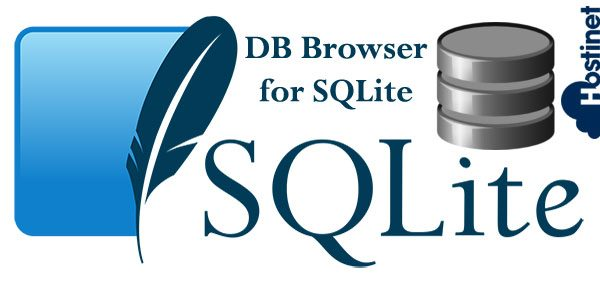 DB Browser
for SQLite
SQLite
Hostinet